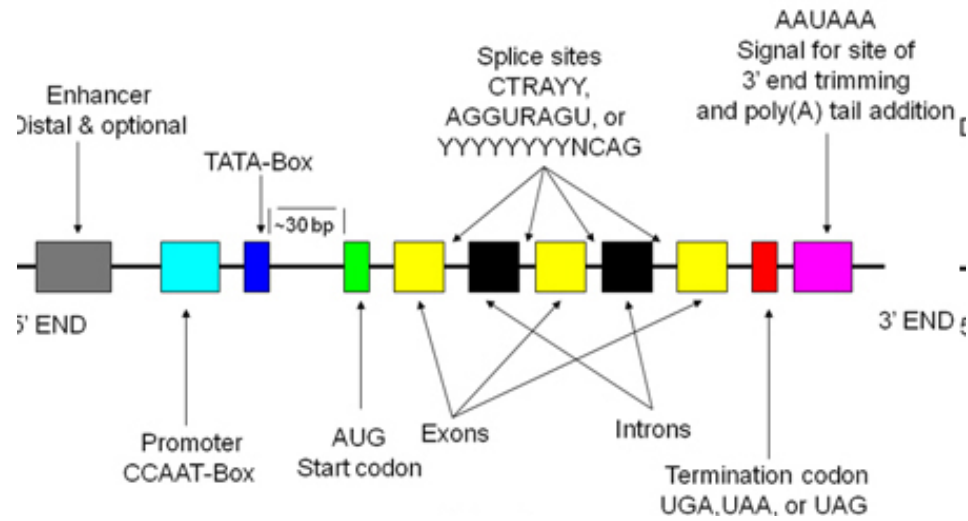 AAUAAA
Signal for site of
3' end trimming
and poly(A) tail addition
Splice sites
CTRAYY,
AGGURAGU, or
YYYYYYYYNCAG
Enhancer
Distal & optional
TATA-Box
~30 bp
5' END
3' END
Promoter
CCAAT-Box
AUG
Start codon
Exons
Introns
Termination codon
UGA,UAA, or UAG